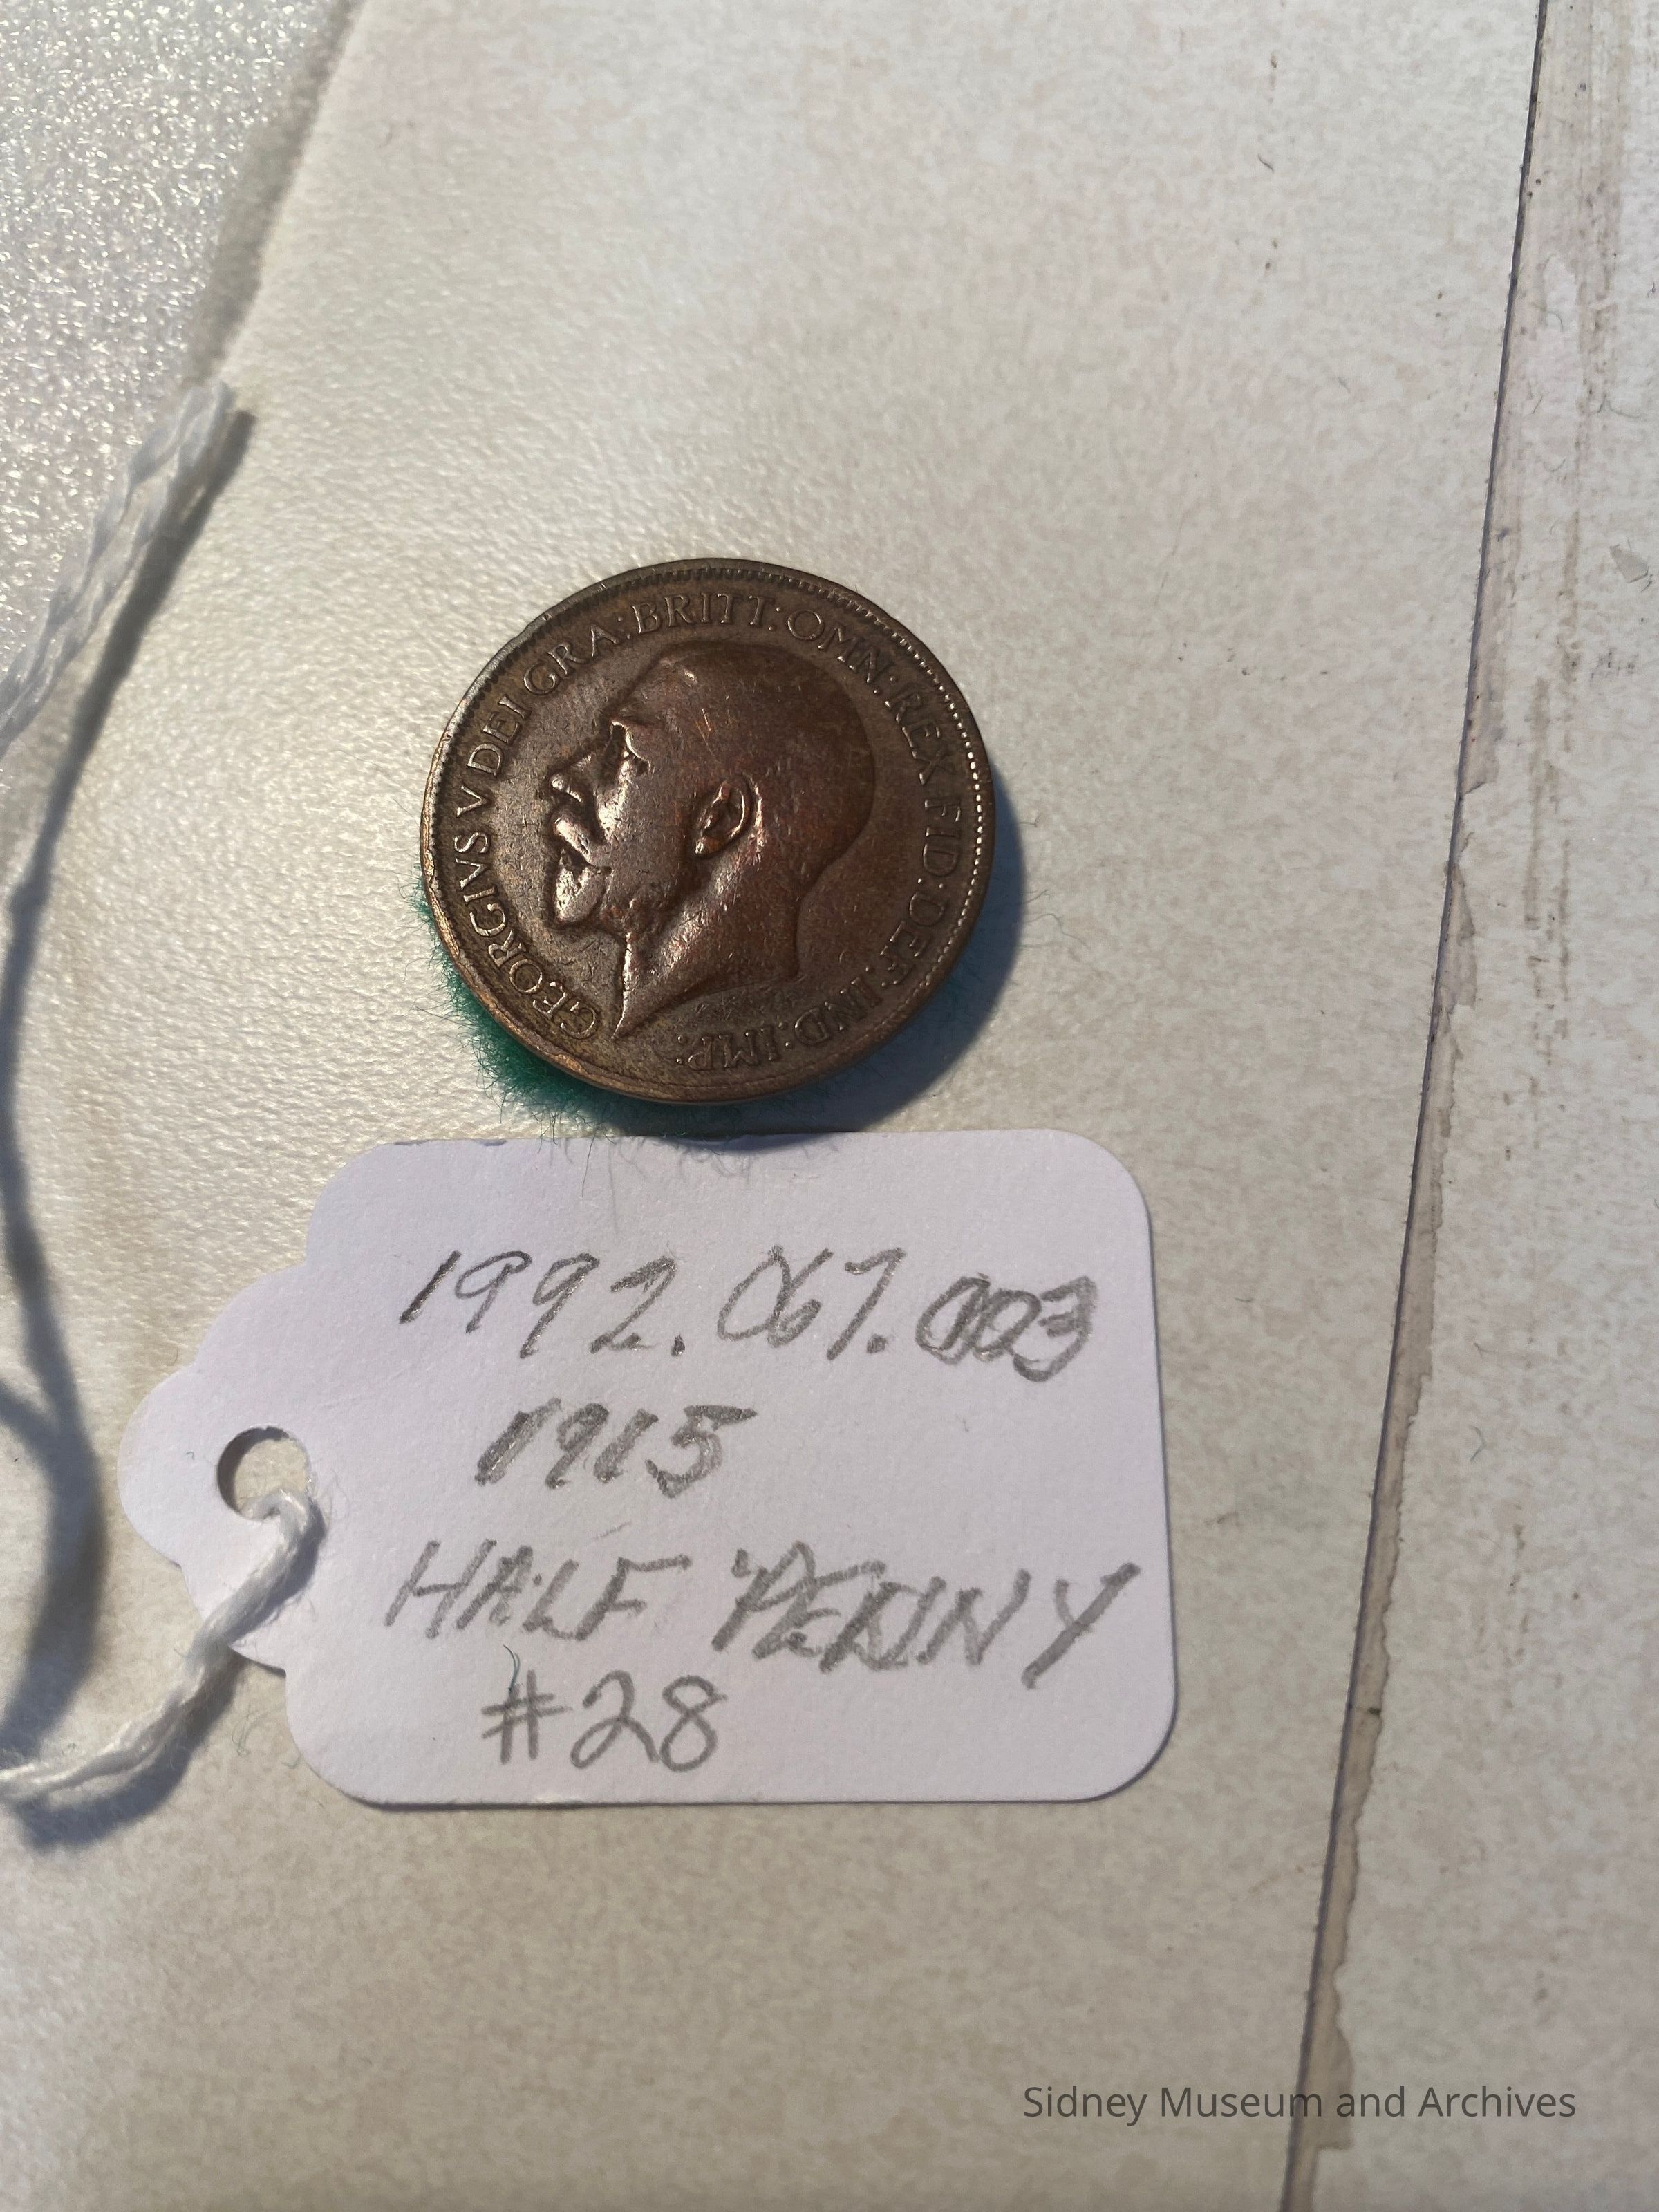 GEORGIVS V DEI GRA: BRITT: OMN: REX FID: DEF: IND: IMP:
1992.067.003
1915
HALF PENNY
#28
Sidney Museum and Archives